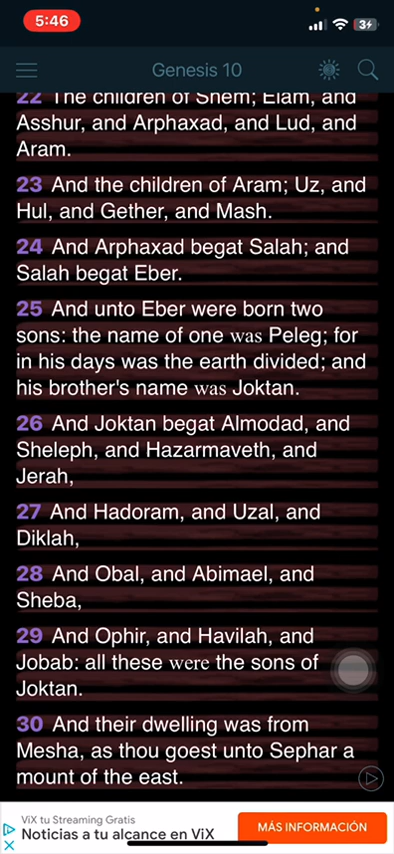 5:46
3
Genesis 10
22 The children of Shem; Elam, and
Asshur, and Arphaxad, and Lud, and
Aram.
23 And the children of Aram; Uz, and
Hul, and Gether, and Mash.
24 And Arphaxad begat Salah; and
Salah begat Eber.
25 And unto Eber were born two
sons: the name of one was Peleg; for
in his days was the earth divided; and
his brother's name was Joktan.
26 And Joktan begat Almodad, and
Sheleph, and Hazarmaveth, and
Jerah,
27 And Hadoram, and Uzal, and
Diklah,
28 And Obal, and Abimael, and
Sheba,
29 And Ophir, and Havilah, and
Jobab: all these were the sons of
Joktan.
30 And their dwelling was from
Mesha, as thou goest unto Sephar a
mount of the east.
ViX tu Streaming Gratis
Noticias a tu alcance en ViX
MÁS INFORMACIÓN